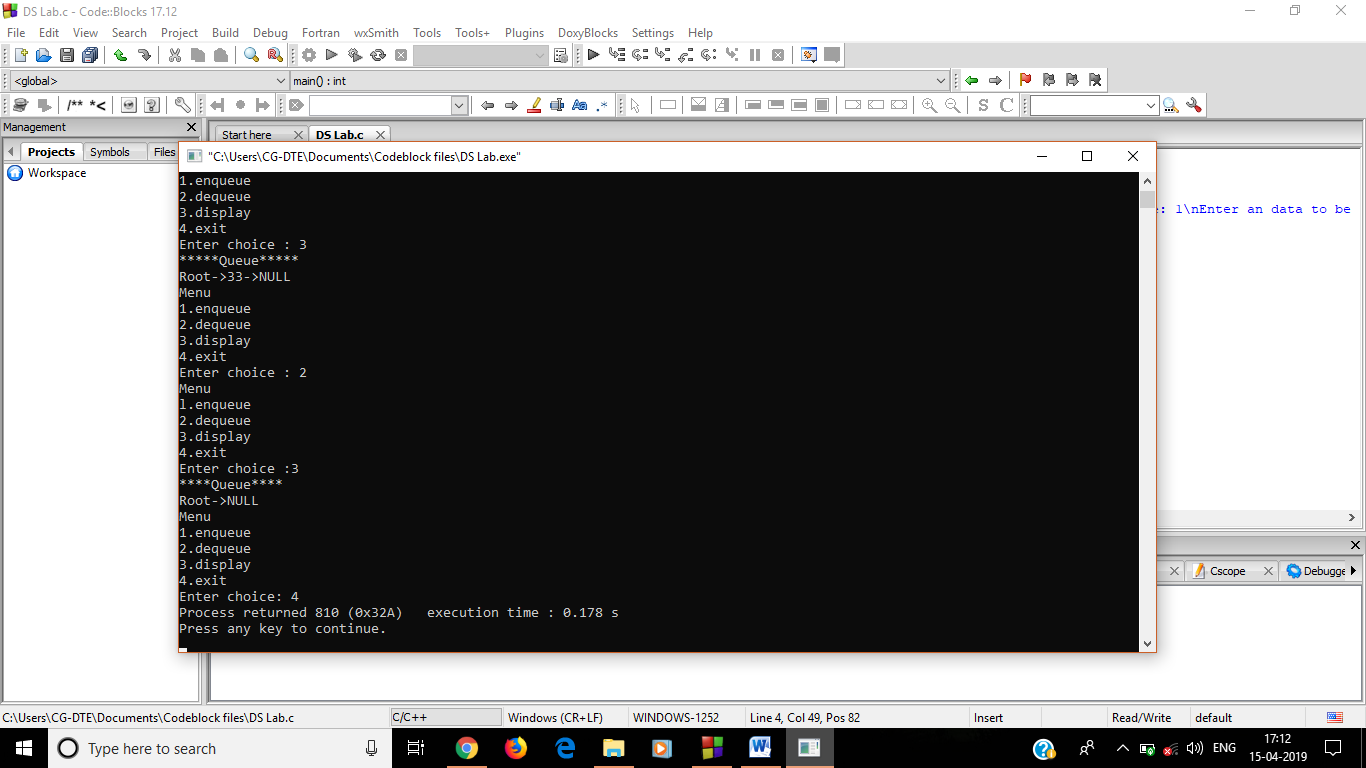 DS Lab.c - Code::Blocks 17.12
File Edit View Search Project Build Debug Fortran wxSmith Tools Tools+ Plugins DoxyBlocks Settings Help
<global> main() : int
/** *< Aa .* S C
Management
Start here DS Lab.c
Projects Symbols Files
Workspace
"C:\Users\CG-DTE\Documents\Codeblock files\DS Lab.exe"
: 1\nEnter an data to be
1.enqueue
2.dequeue
3.display
4.exit
Enter choice : 3
*****Queue*****
Root->33->NULL
Menu
1.enqueue
2.dequeue
3.display
4.exit
Enter choice : 2
Menu
l.enqueue
2.dequeue
3.display
4.exit
Enter choice :3
****Queue****
Root->NULL
Menu
1.enqueue
2.dequeue
3.display
4.exit
Enter choice: 4
Process returned 810 (0x32A)   execution time : 0.178 s
Press any key to continue.
Cscope Debugge
C:\Users\CG-DTE\Documents\Codeblock files\DS Lab.c C/C++ Windows (CR+LF) WINDOWS-1252 Line 4, Col 49, Pos 82 Insert Read/Write default
Type here to search
ENG
17:12
15-04-2019